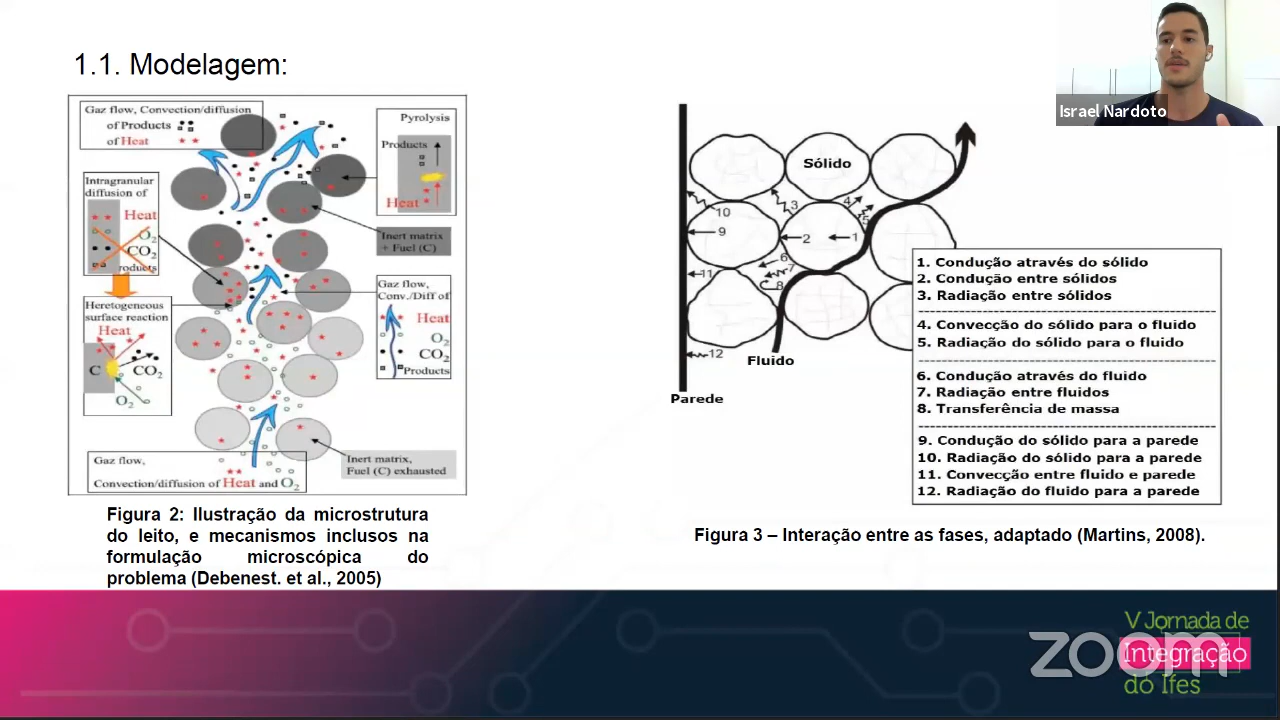 1.1. Modelagem:
Israel Nardoto
Gaz flow, Convection/diffusion
of Products
of Heat
Pyrolysis
Products
Heat
Intragranular
diffusion of
Heat
O2
CO2
roducts
Inert matrix
+ Fuel (C)
Heretogeneous
surface reaction
Heat
C
CO2
O2
Gaz flow,
Conv./Diff of
Heat
O2
CO2
Products
Gaz flow,
Convection/diffusion of Heat and O2
Inert matrix,
Fuel (C) exhausted
Figura 2: Ilustração da microstrutura
do leito, e mecanismos inclusos na
formulação microscópica do
problema (Debenest. et al., 2005)
Sólido
10
3
4
5
9
2
1
6
7
11
8
12
Fluido
Parede
1. Condução através do sólido
2. Condução entre sólidos
3. Radiação entre sólidos
4. Convecção do sólido para o fluido
5. Radiação do sólido para o fluido
6. Condução através do fluido
7. Radiação entre fluidos
8. Transferência de massa
9. Condução do sólido para a parede
10. Radiação do sólido para a parede
11. Convecção entre fluido e parede
12. Radiação do fluido para a parede
Figura 3 – Interação entre as fases, adaptado (Martins, 2008).
V Jornada de
Integração
do Ifes
zoom